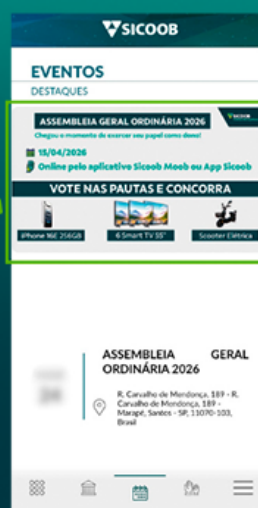 SICOOB
EVENTOS
DESTAQUES
ASSEMBLEIA GERAL ORDINÁRIA 2026
SICOOB
Chegou o momento de exercer seu papel como dono!
15/04/2026
Online pelo aplicativo Sicoob Moob ou App Sicoob
VOTE NAS PAUTAS E CONCORRA
iPhone 16E 256GB
6 Smart TV 55"
Scooter Elétrica
ASSEMBLEIA GERAL
ORDINÁRIA 2026
R. Carvalho de Mendonça, 189 - R.
Carvalho de Mendonça, 189 -
Marapé, Santos - SP, 11070-103,
Brasil